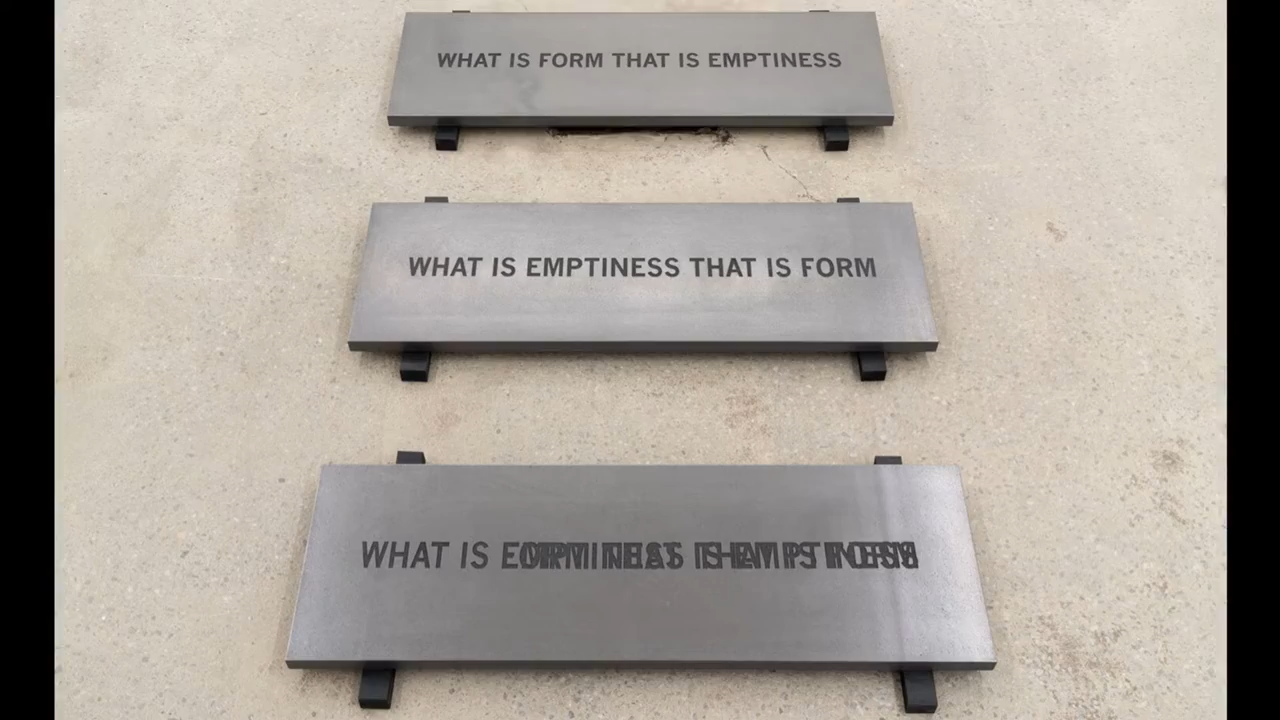 WHAT IS FORM THAT IS EMPTINESS
WHAT IS EMPTINESS THAT IS FORM
WHAT IS